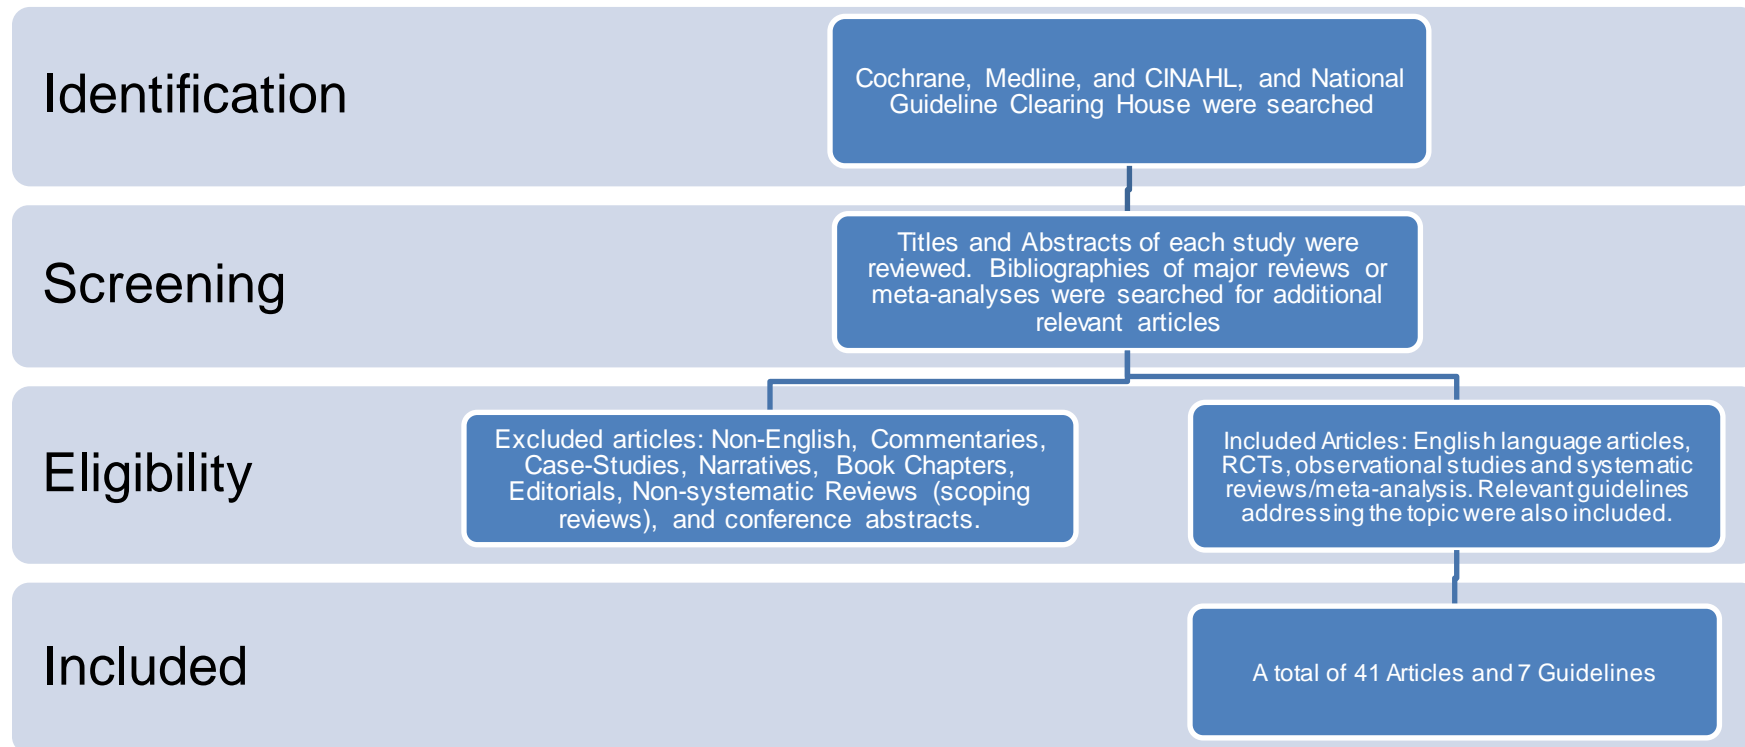 Identification
Cochrane, Medline, and CINAHL, and National
Guideline Clearing House were searched
Screening
Titles and Abstracts of each study were
reviewed. Bibliographies of major reviews or
meta-analyses were searched for additional
relevant articles
Eligibility
Excluded articles: Non-English, Commentaries,
Case-Studies, Narratives, Book Chapters,
Editorials, Non-systematic Reviews (scoping
reviews), and conference abstracts.
Included Articles: English language articles,
RCTs, observational studies and systematic
reviews/meta-analysis. Relevant guidelines
addressing the topic were also included.
Included
A total of 41 Articles and 7 Guidelines